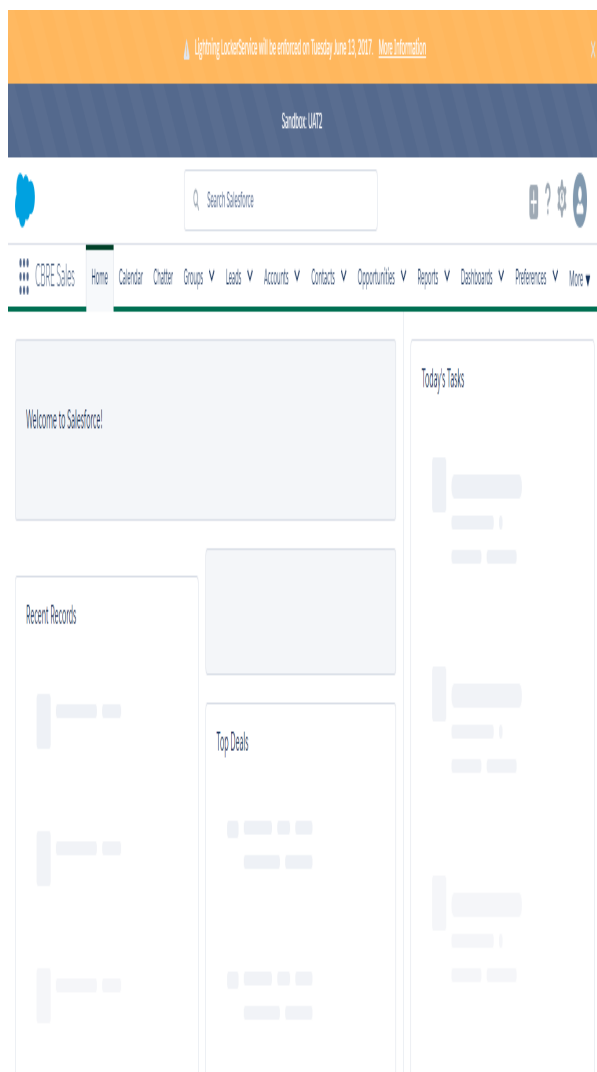 Lightning LockerService will be enforced on Tuesday June 13, 2017. More Information X
Sandbox: UAT2
Search Salesforce
CBRE Sales Home Calendar Chatter Groups Leads Accounts Contacts Opportunities Reports Dashboards Preferences More
Welcome to Salesforce!
Recent Records
Top Deals
Today's Tasks